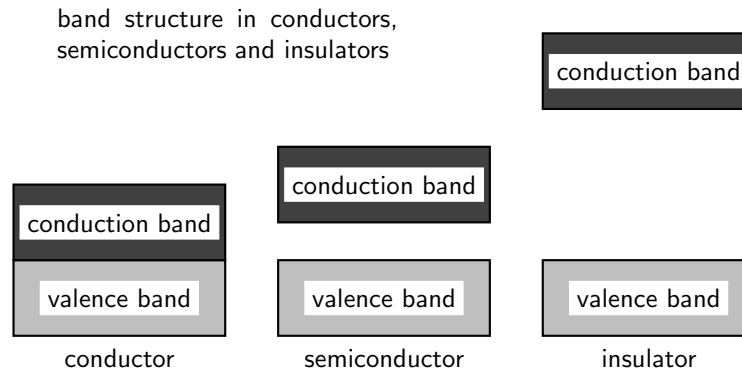 band structure in conductors,
semiconductors and insulators
conduction band
conduction band
conduction band
valence band
valence band
valence band
conductor
semiconductor
insulator